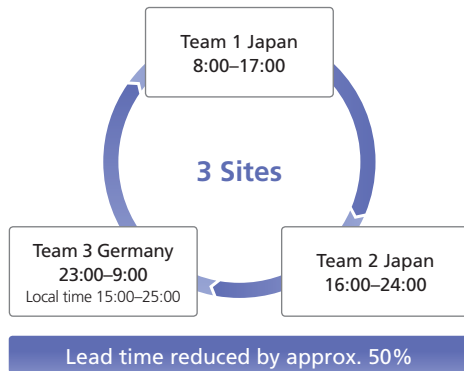 Team 1 Japan
8:00–17:00
3 Sites
Team 3 Germany
23:00–9:00
Local time 15:00–25:00
Team 2 Japan
16:00–24:00
Lead time reduced by approx. 50%